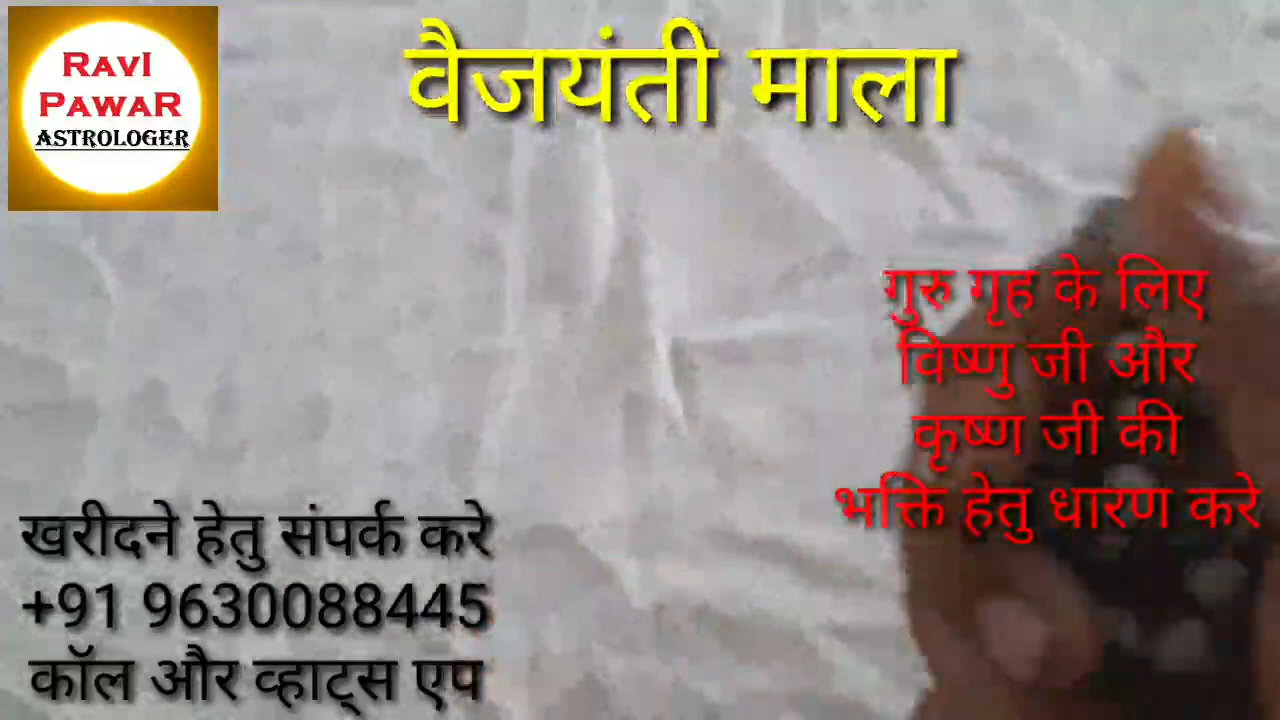 RAVI
PAWAR
ASTROLOGER
वैजयंती माला
गुरु गृह के लिए
विष्णु जी और
कृष्ण जी की
भक्ति हेतु धारण करे
खरीदने हेतु संपर्क करे
+91 9630088445
कॉल और व्हाट्स एप